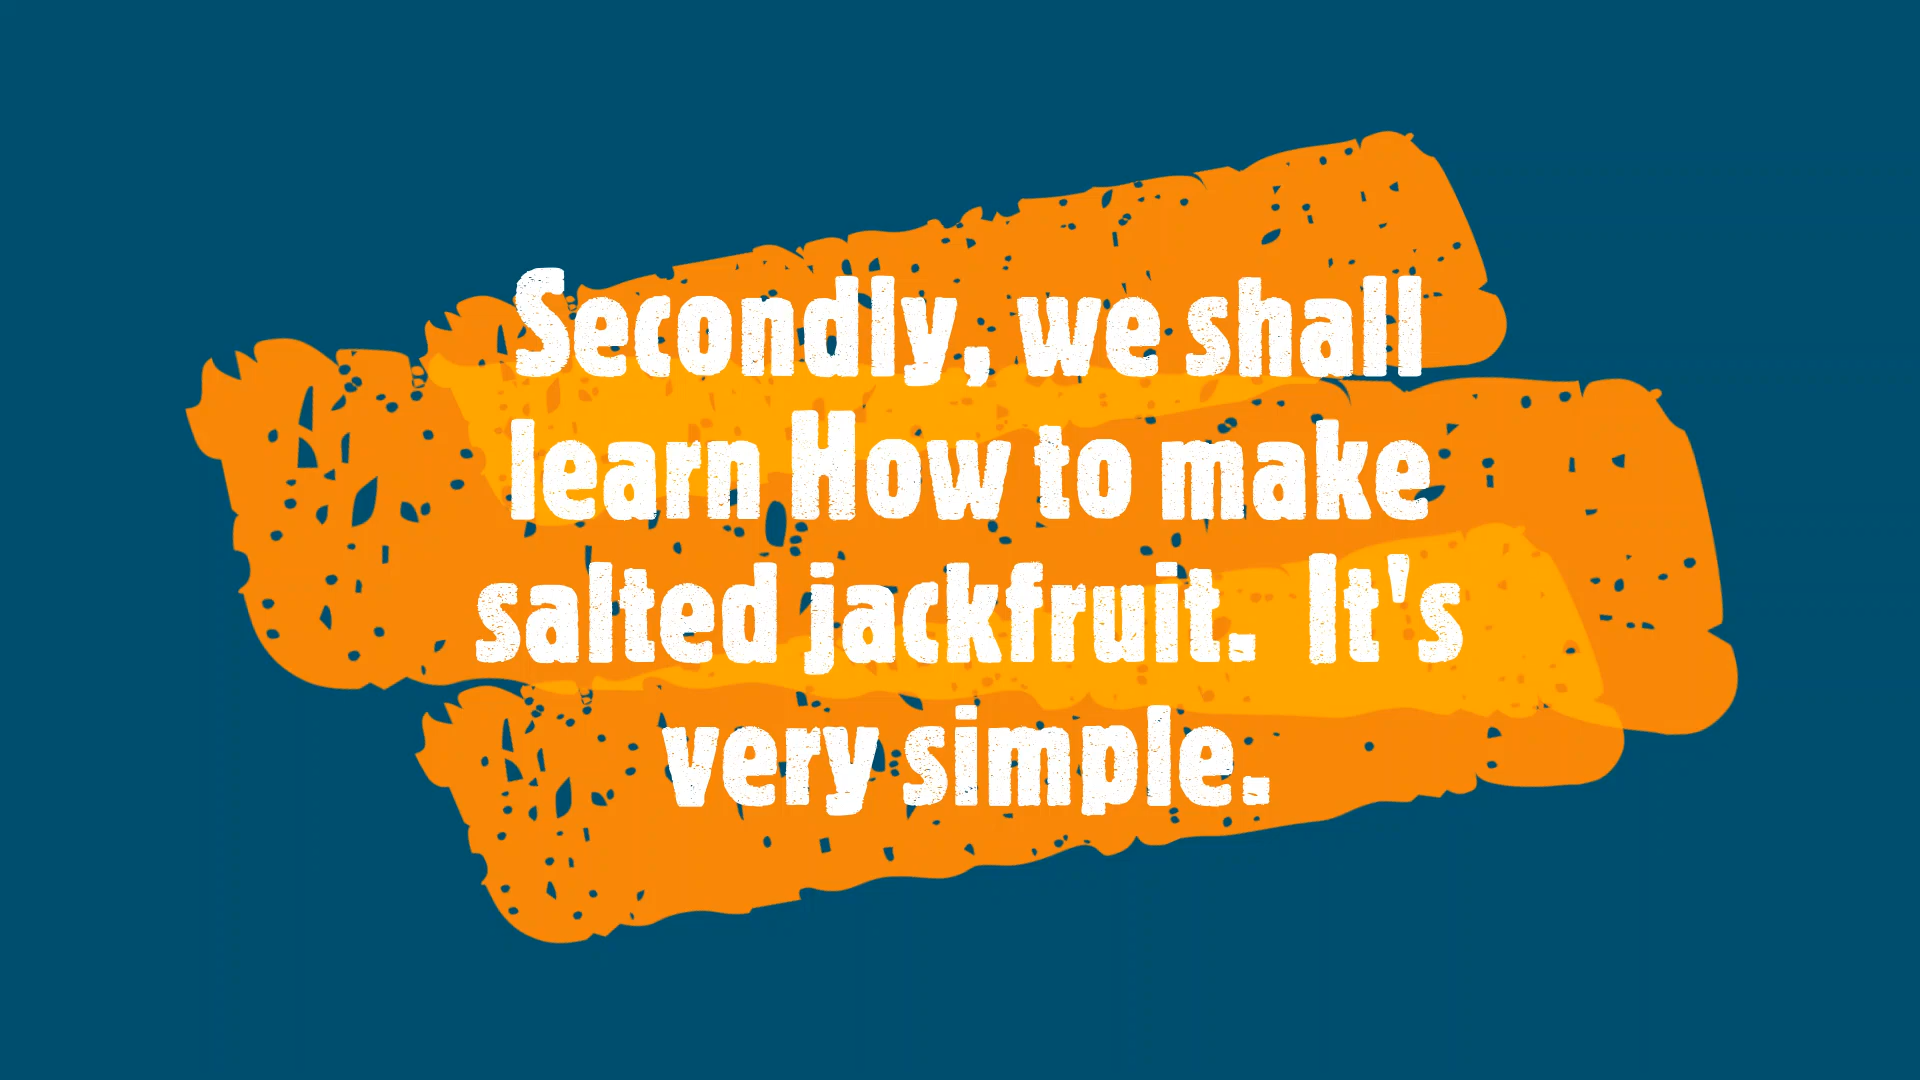 Secondly, we shall
learn How to make
salted jackfruit.  It's
very simple.